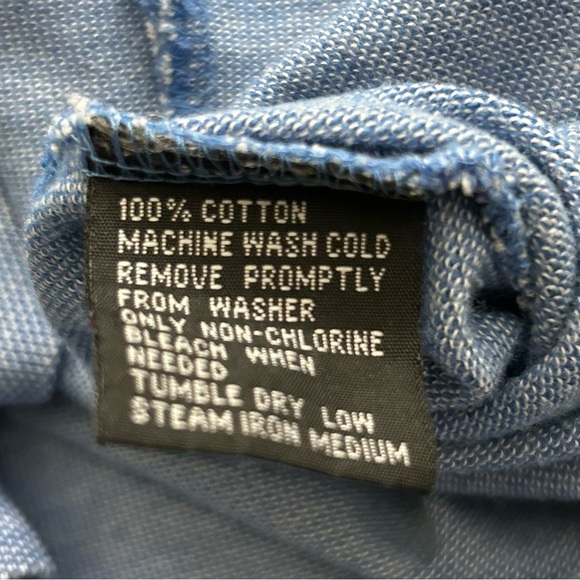 100% COTTON
MACHINE WASH COLD
REMOVE PROMPTLY
FROM WASHER
ONLY NON-CHLORINE
BLEACH WHEN
NEEDED
TUMBLE DRY LOW
STEAM IRON MEDIUM